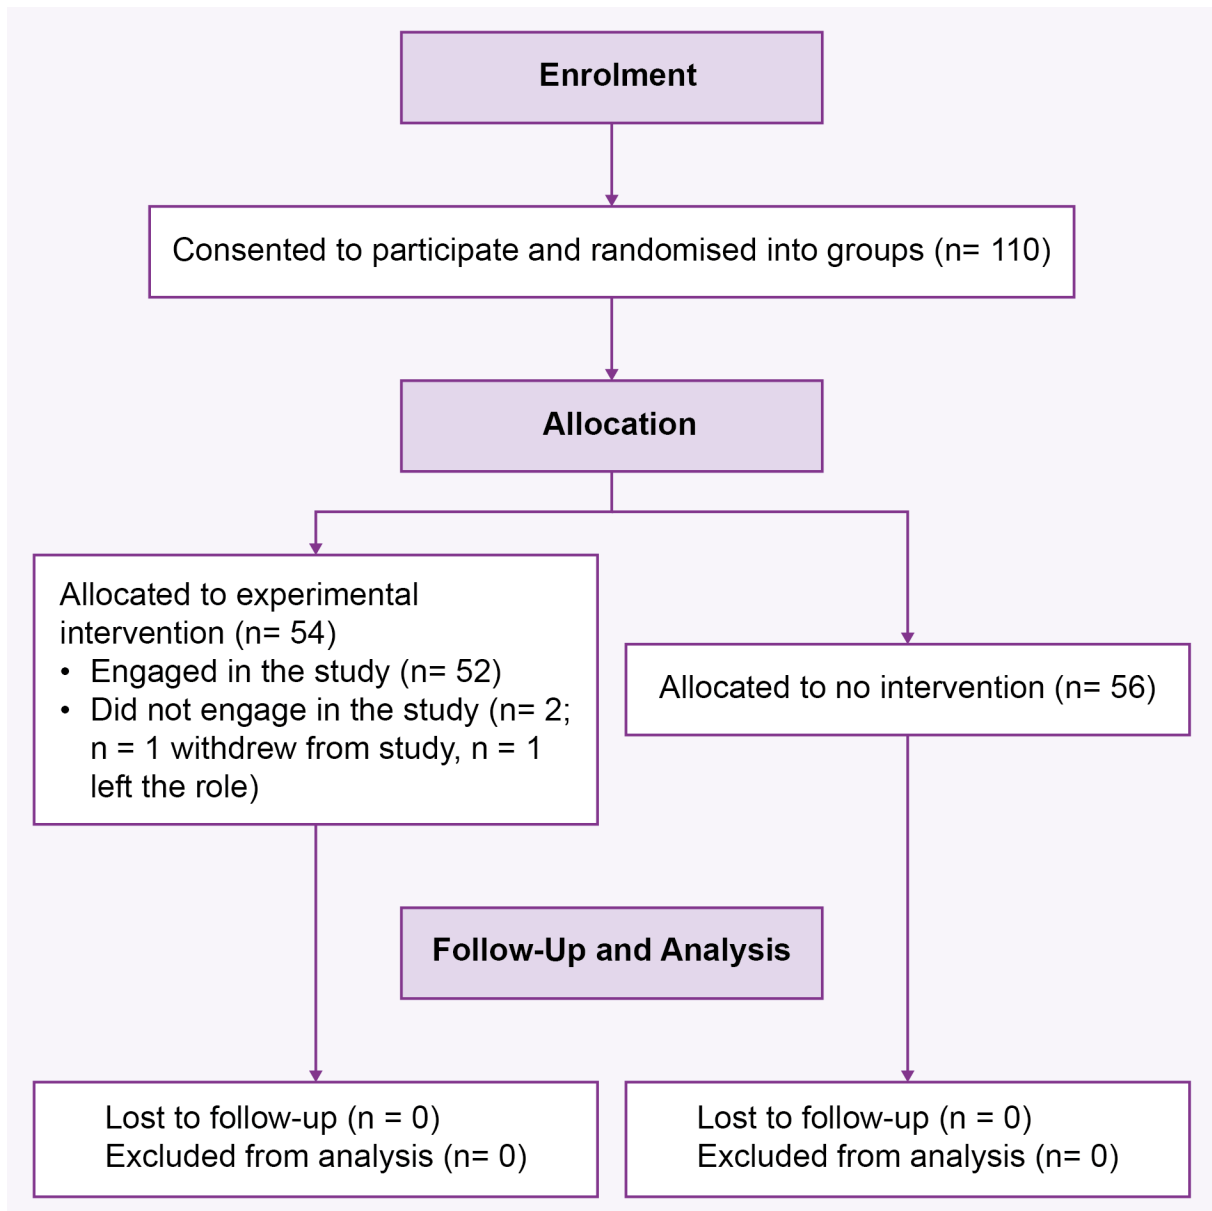 Enrolment
Consented to participate and randomised into groups (n= 110)
Allocation
Allocated to experimental
intervention (n= 54)
• Engaged in the study (n= 52)
• Did not engage in the study (n= 2;
n = 1 withdrew from study, n = 1
left the role)
Allocated to no intervention (n= 56)
Follow-Up and Analysis
Lost to follow-up (n = 0)
Excluded from analysis (n= 0)
Lost to follow-up (n = 0)
Excluded from analysis (n= 0)